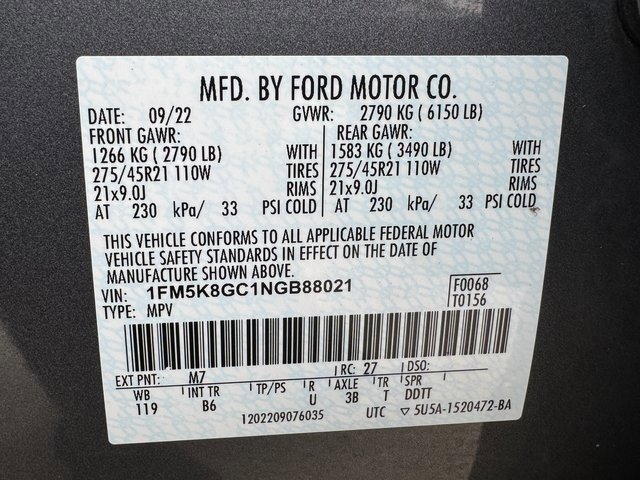 MFD. BY FORD MOTOR CO.
DATE: 09/22 GVWR: 2790 KG ( 6150 LB)
FRONT GAWR: REAR GAWR:
1266 KG ( 2790 LB) WITH 1583 KG ( 3490 LB) WITH
275/45R21 110W TIRES 275/45R21 110W TIRES
21x9.0J RIMS 21x9.0J RIMS
AT 230 kPa/ 33 PSI COLD AT 230 kPa/ 33 PSI COLD
THIS VEHICLE CONFORMS TO ALL APPLICABLE FEDERAL MOTOR
VEHICLE SAFETY STANDARDS IN EFFECT ON THE DATE OF
MANUFACTURE SHOWN ABOVE.
VIN: 1FM5K8GC1NGB88021 F0068
TYPE: MPV T0156
EXT PNT: M7 RC: 27 DSO:
WB INT TR TP/PS R AXLE TR SPR
119 B6 U 3B T DDTT
1202209076035 UTC ▽ 5U5A-1520472-BA